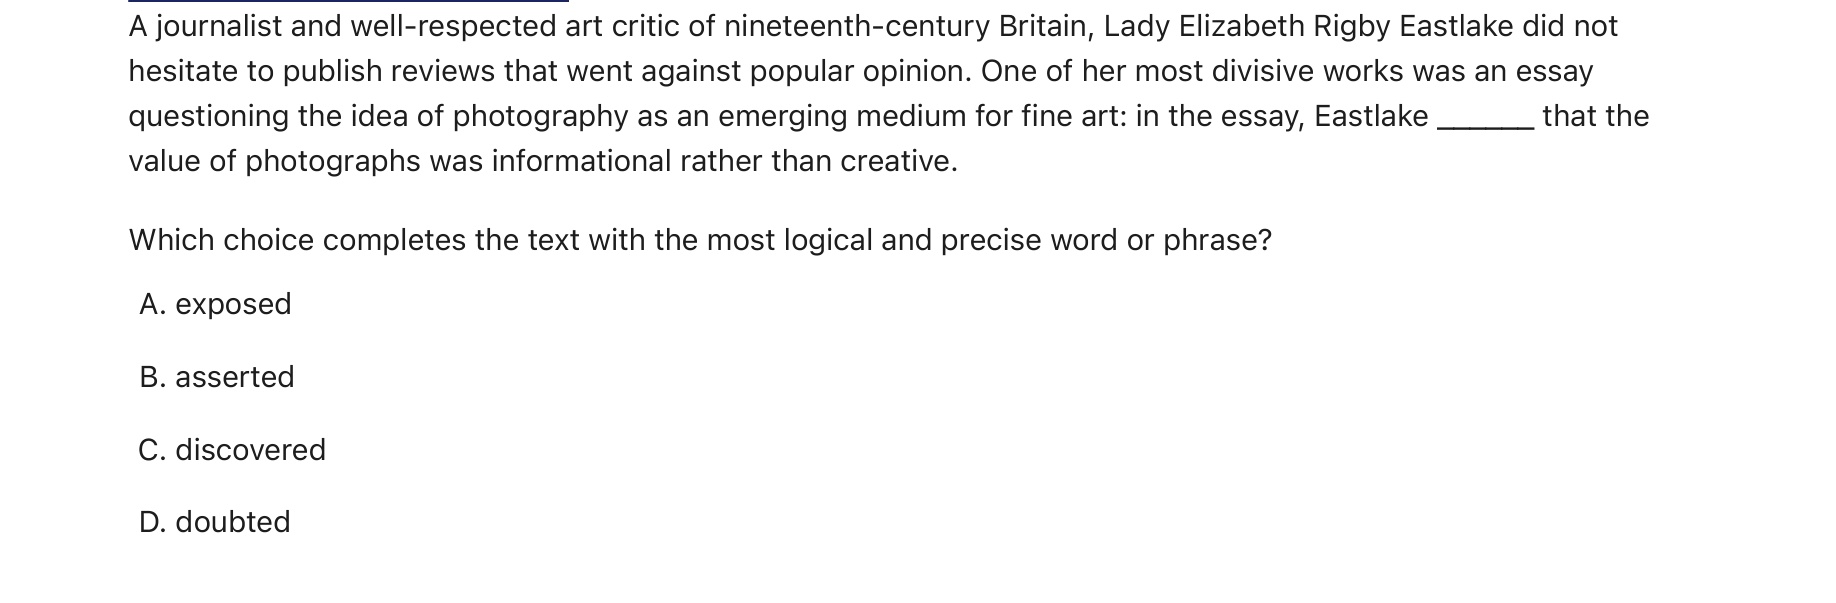 A journalist and well-respected art critic of nineteenth-century Britain, Lady Elizabeth Rigby Eastlake did not
hesitate to publish reviews that went against popular opinion. One of her most divisive works was an essay
questioning the idea of photography as an emerging medium for fine art: in the essay, Eastlake ______ that the
value of photographs was informational rather than creative.
Which choice completes the text with the most logical and precise word or phrase?
A. exposed
B. asserted
C. discovered
D. doubted